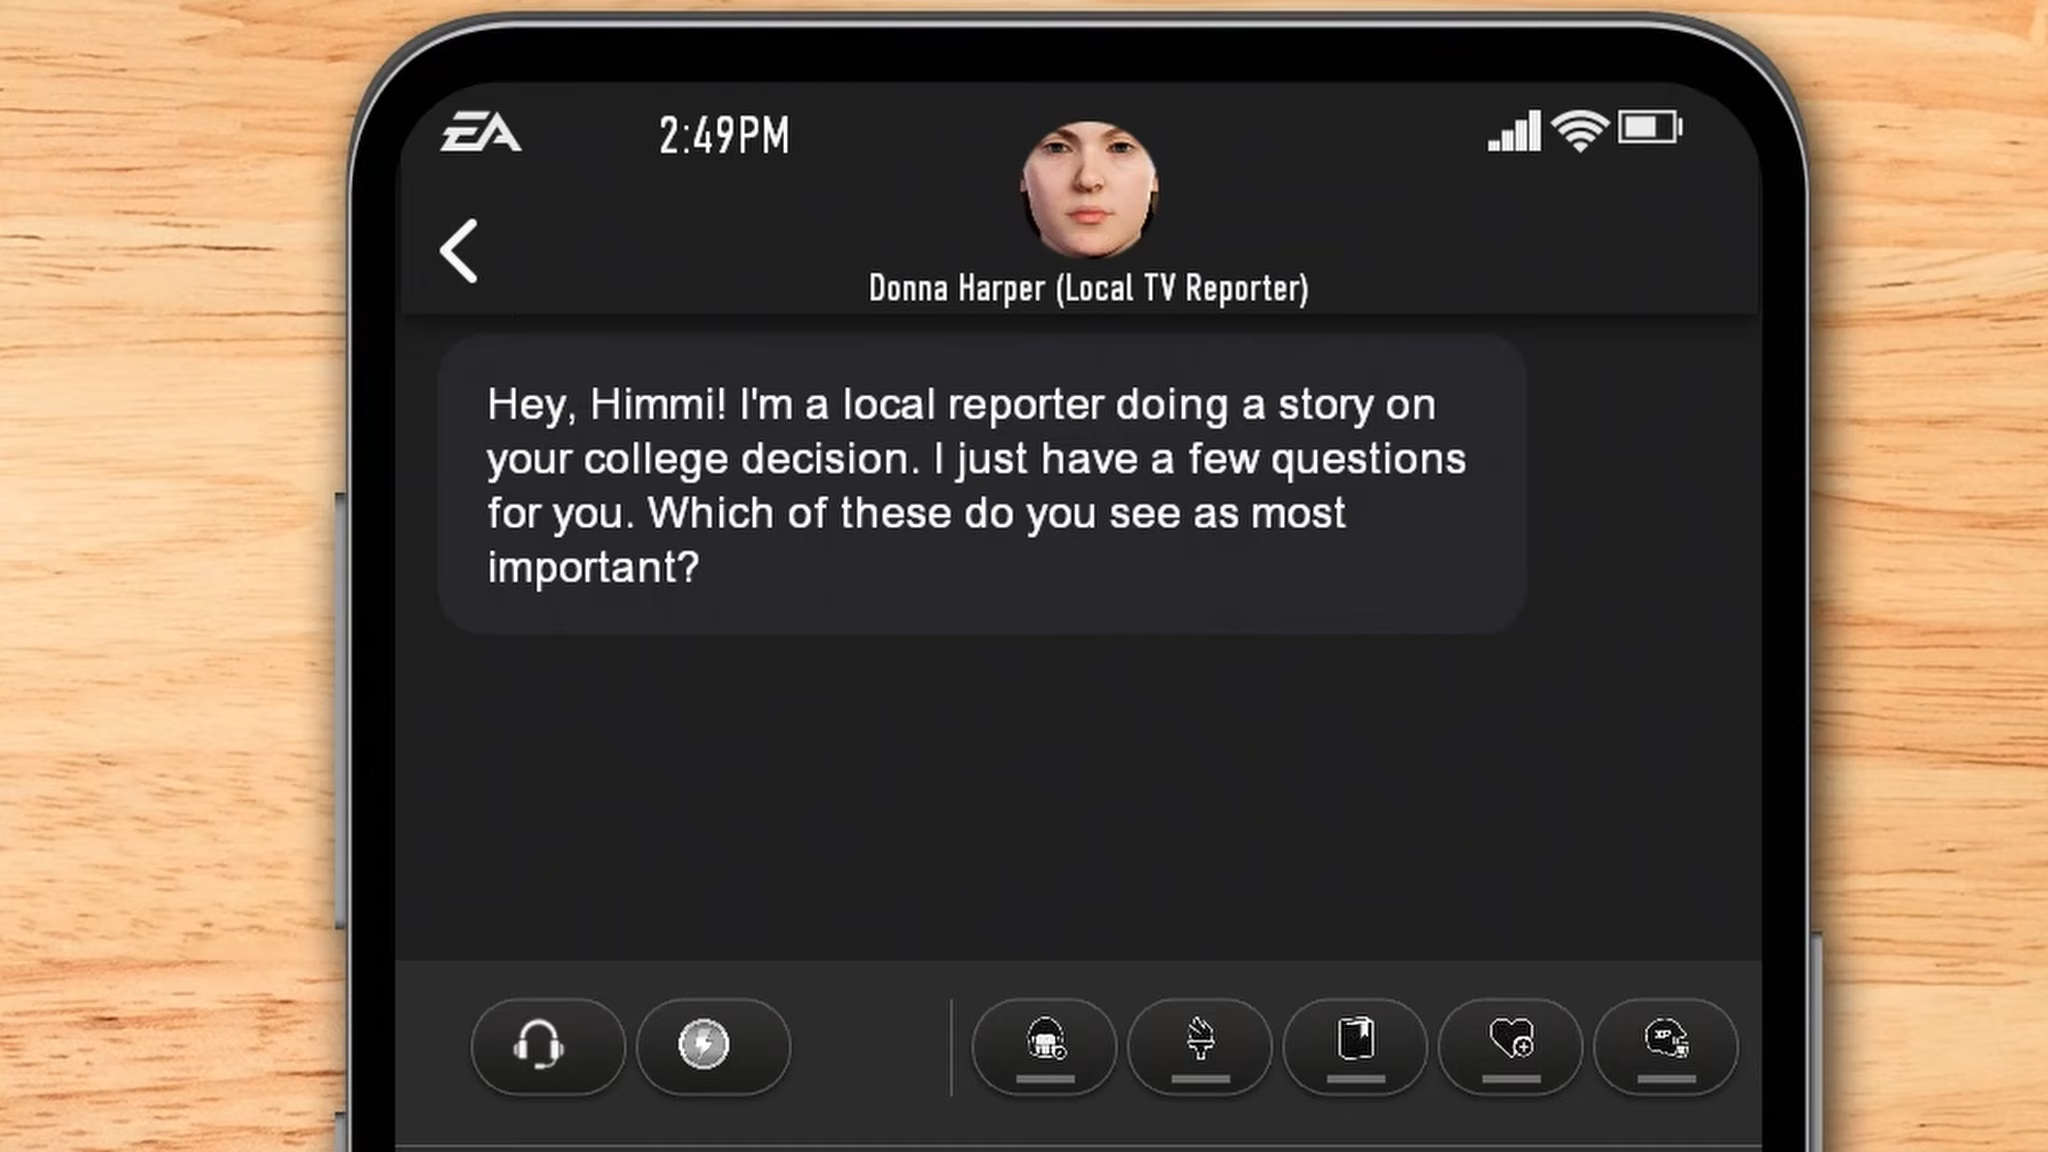 EA
2:49PM
Donna Harper (Local TV Reporter)
Hey, Himmi! I'm a local reporter doing a story on
your college decision. I just have a few questions
for you. Which of these do you see as most
important?
XP